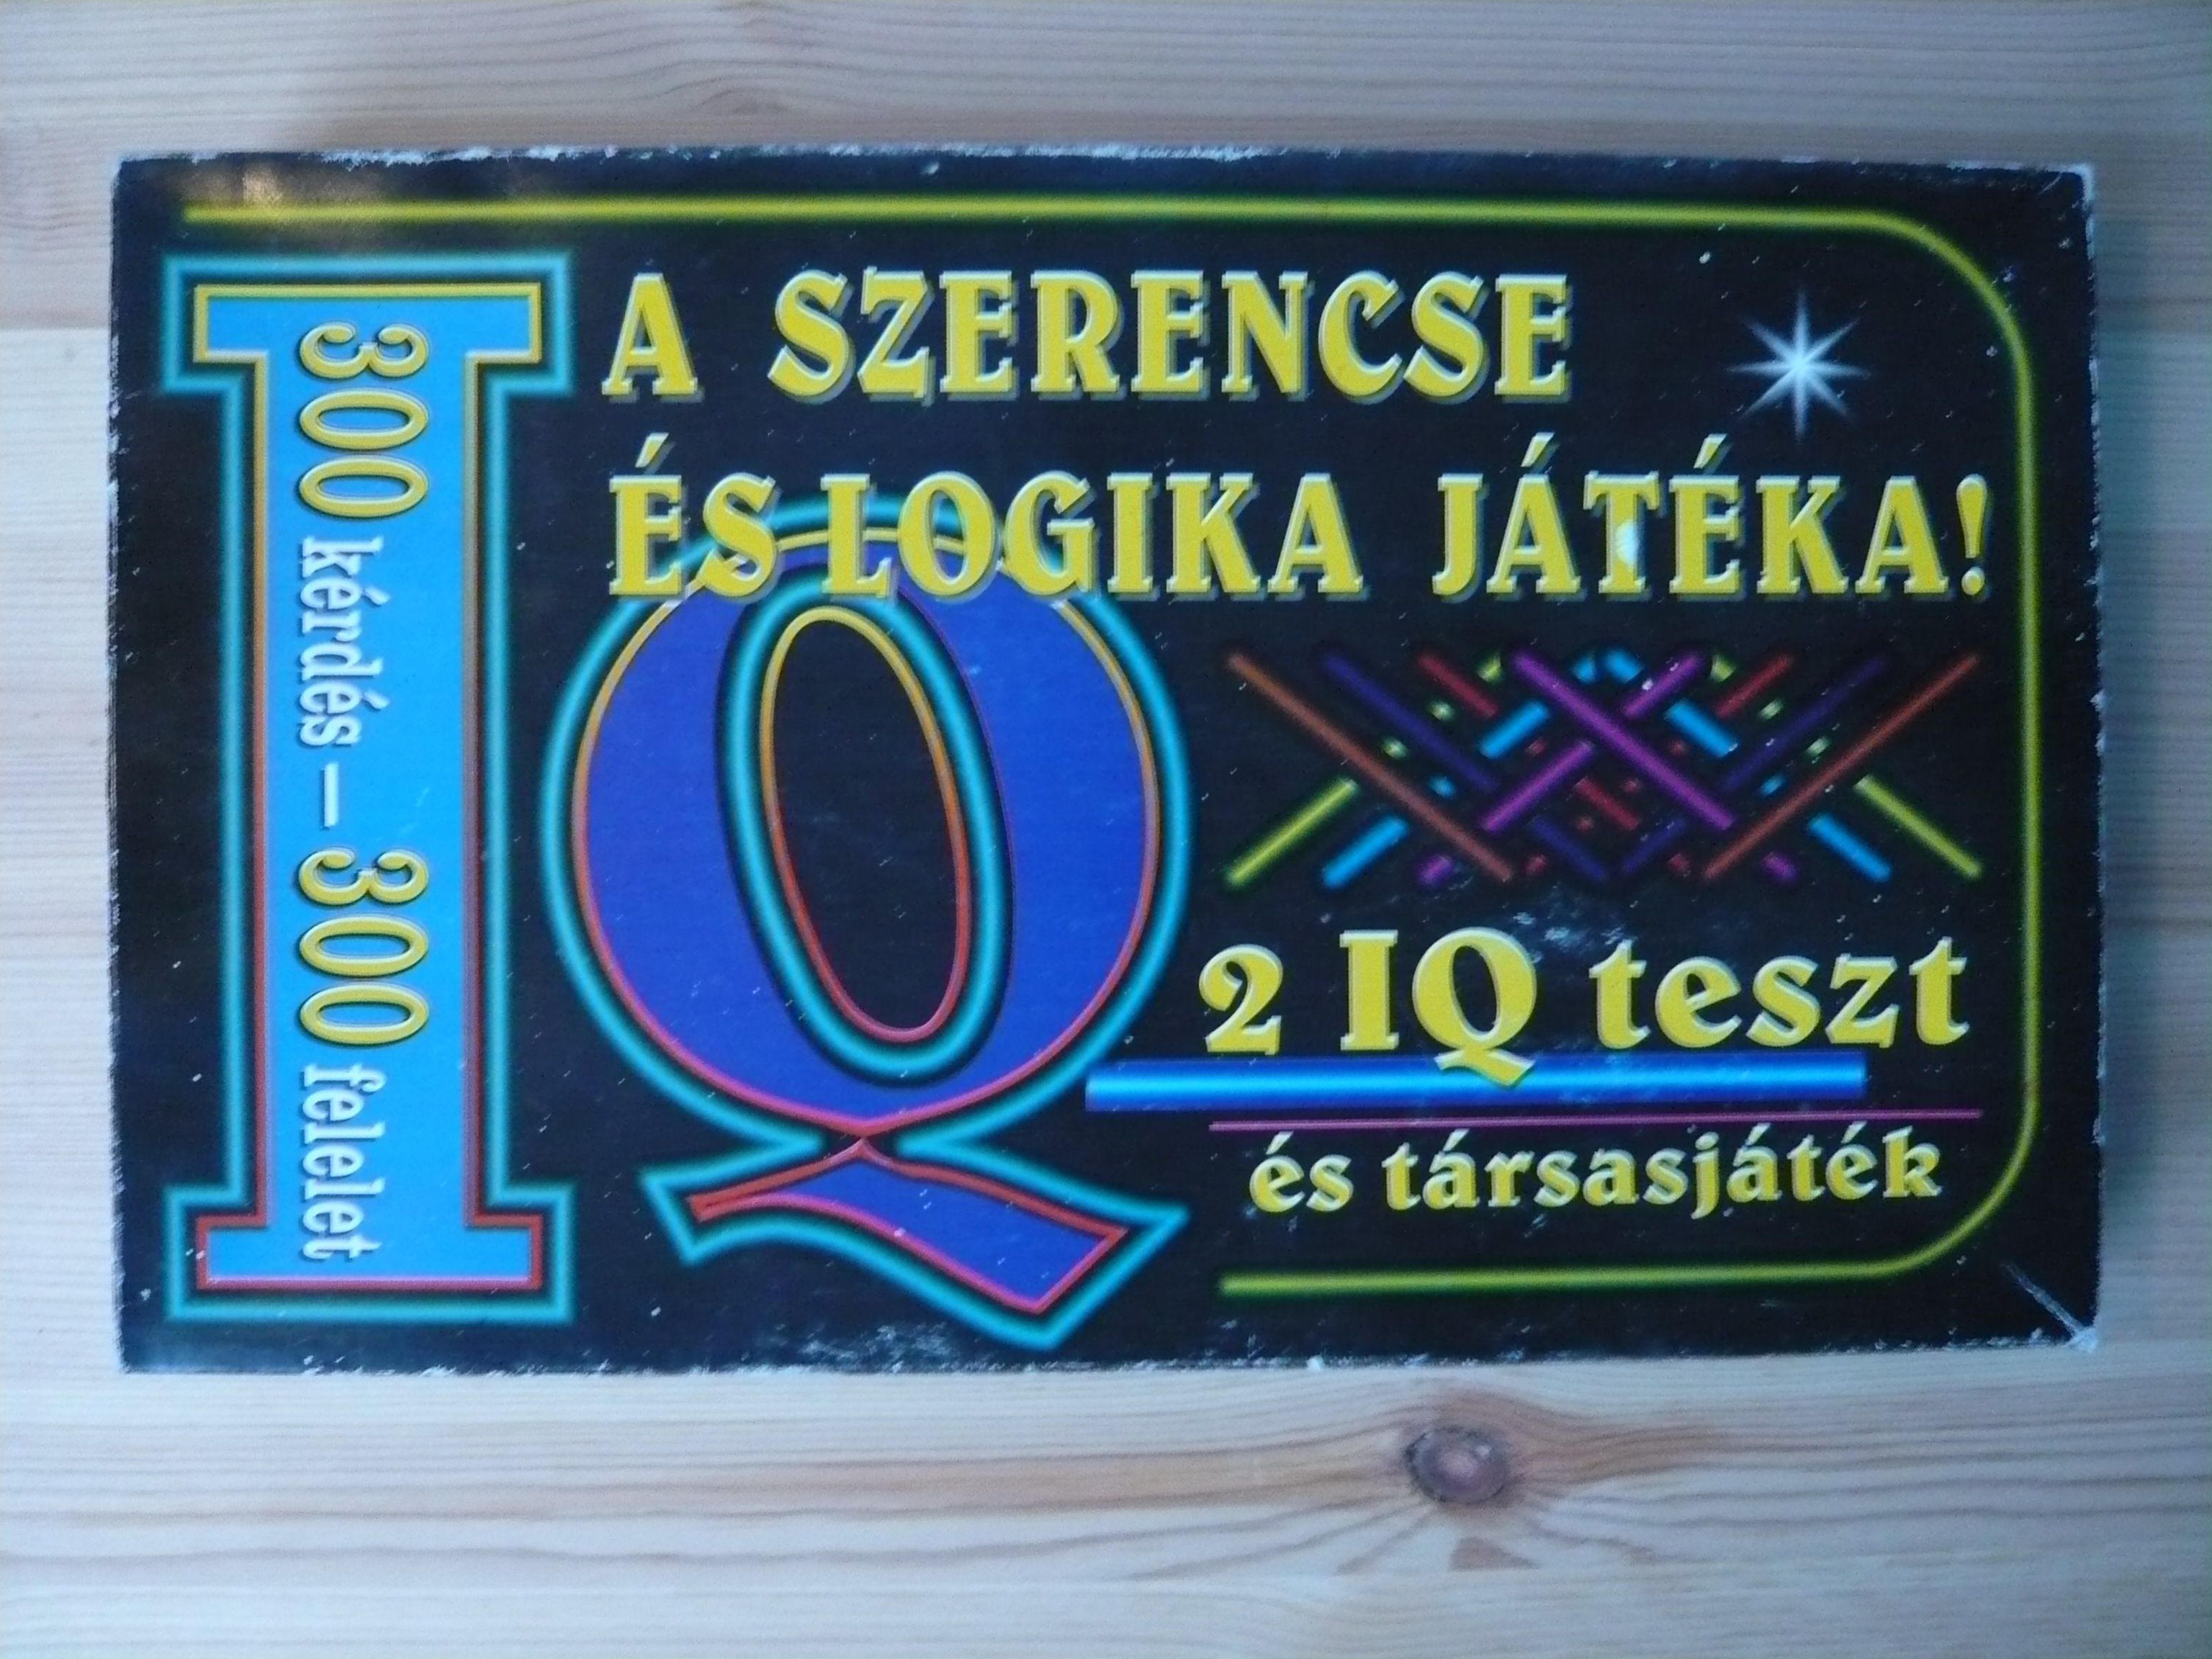 IQ
300 kérdés – 300 felelet
A SZERENCSE
ÉS LOGIKA JÁTÉKA!
2 IQ teszt
és társasjáték